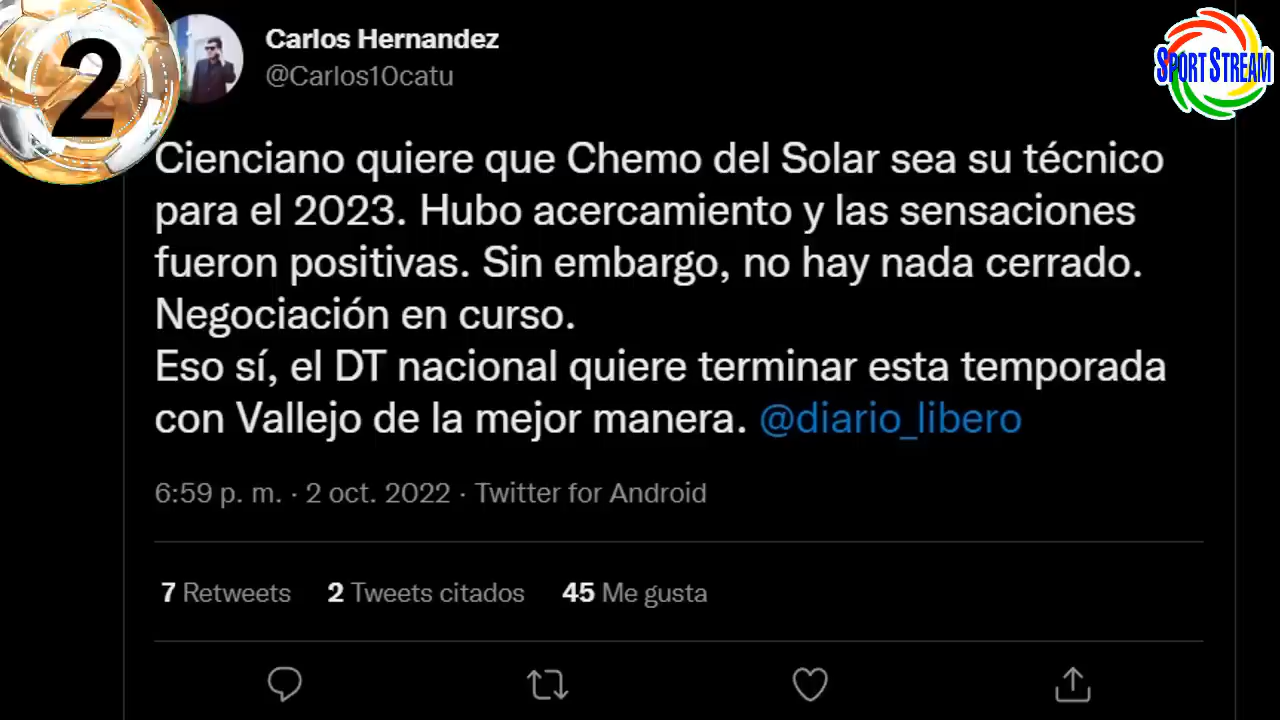 2
SPORT STREAM
Carlos Hernandez
@Carlos10catu
Cienciano quiere que Chemo del Solar sea su técnico
para el 2023. Hubo acercamiento y las sensaciones
fueron positivas. Sin embargo, no hay nada cerrado.
Negociación en curso.
Eso sí, el DT nacional quiere terminar esta temporada
con Vallejo de la mejor manera. @diario_libero
6:59 p. m. · 2 oct. 2022 · Twitter for Android
7 Retweets 2 Tweets citados 45 Me gusta